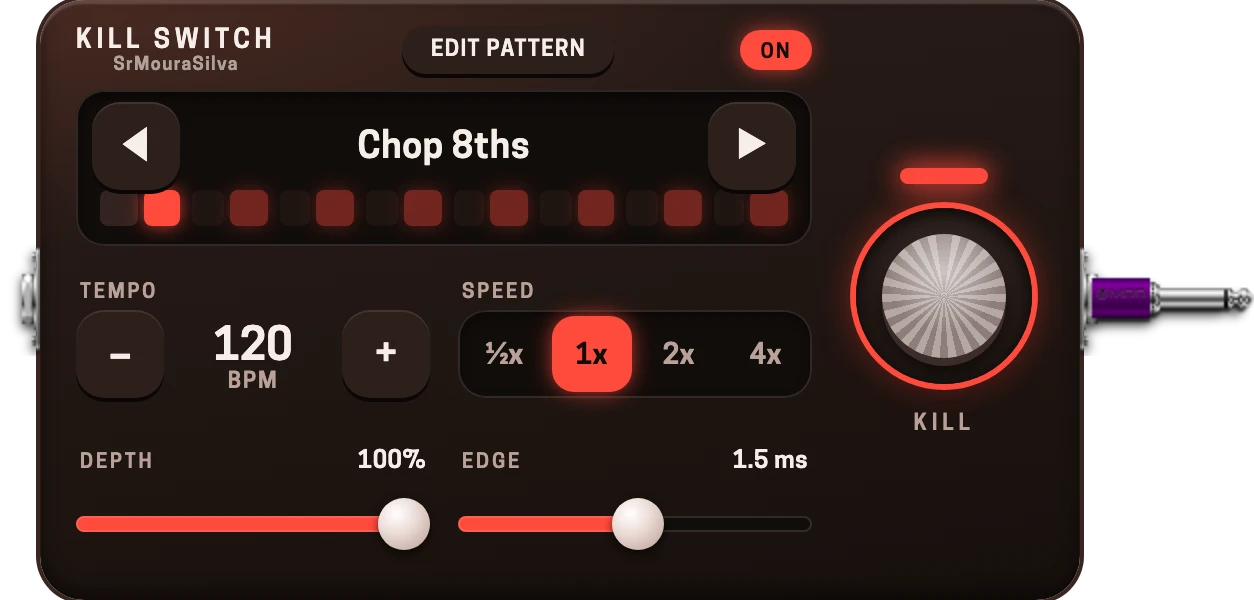 KILL SWITCH
SrMouraSilva
EDIT PATTERN
ON
Chop 8ths
TEMPO
SPEED
–
120
BPM
+
½x
1x
2x
4x
KILL
DEPTH
100%
EDGE
1.5 ms